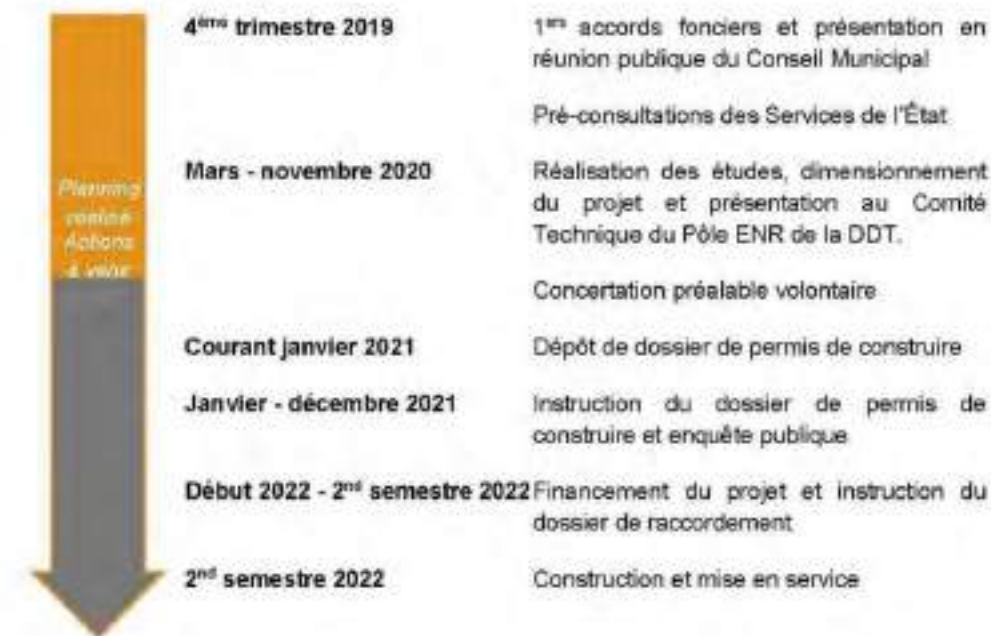 4ème trimestre 2019
1ers accords fonciers et présentation en
réunion publique du Conseil Municipal
Pré-consultations des Services de l'État
Mars - novembre 2020
Réalisation des études, dimensionnement
du projet et présentation au Comité
Technique du Pôle ENR de la DDT.
Concertation préalable volontaire
Courant janvier 2021
Dépôt de dossier de permis de construire
Janvier - décembre 2021
Instruction du dossier de permis de
construire et enquête publique
Début 2022 - 2nd semestre 2022
Financement du projet et instruction du
dossier de raccordement
2nd semestre 2022
Construction et mise en service
Planning
réalisé
Actions
à venir